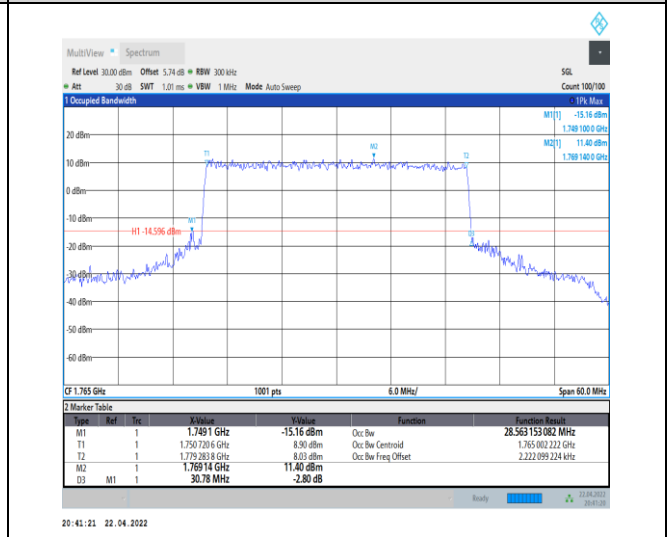 MultiView Spectrum
Ref Level 30.00 dBm Offset 5.74 dB RBW 300 kHz SGL
Att 30 dB SWT 1.01 ms VBW 1 MHz Mode Auto Sweep Count 100/100
1 Occupied Bandwidth 1Pk Max
M1[1] -15.16 dBm
1.749 100 0 GHz
M2[1] 11.40 dBm
1.769 140 0 GHz
20 dBm
M2
T1
T2
10 dBm
0 dBm
-10 dBm
M1
H1 -14.596 dBm
D3
-20 dBm
-30 dBm
-40 dBm
-50 dBm
-60 dBm
CF 1.765 GHz 1001 pts 6.0 MHz/ Span 60.0 MHz
2 Marker Table
Type Ref Trc X-Value Y-Value Function Function Result
M1 1 1.7491 GHz -15.16 dBm Occ Bw 28.563 153 082 MHz
T1 1 1.750 720 6 GHz 8.90 dBm Occ Bw Centroid 1.765 002 222 GHz
T2 1 1.779 283 8 GHz 8.03 dBm Occ Bw Freq Offset 2.222 099 224 kHz
M2 1 1.769 14 GHz 11.40 dBm
D3 M1 1 30.78 MHz -2.80 dB
Ready 22.04.2022
20:41:20
20:41:21 22.04.2022